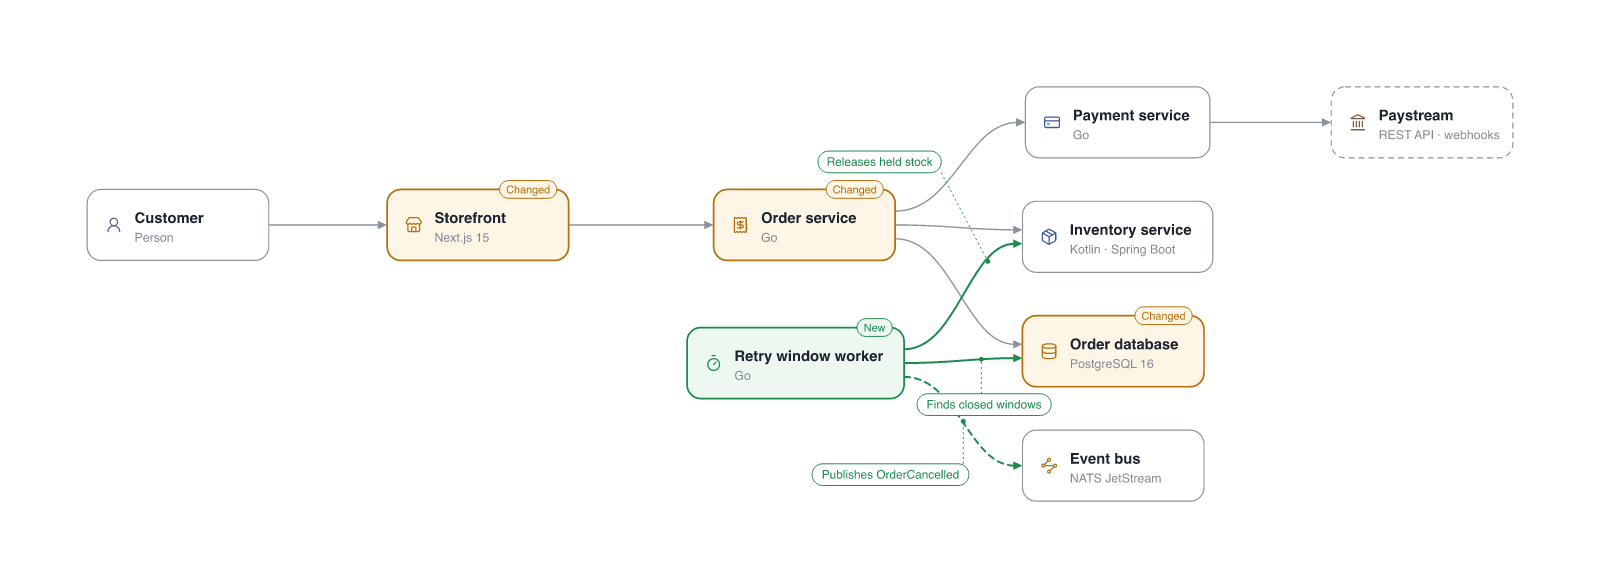 Payment service
Go
Paystream
REST API · webhooks
Releases held stock
Changed
Changed
Customer
Person
Storefront
Next.js 15
Order service
Go
Inventory service
Kotlin · Spring Boot
Changed
New
Retry window worker
Go
Order database
PostgreSQL 16
Finds closed windows
Event bus
NATS JetStream
Publishes OrderCancelled